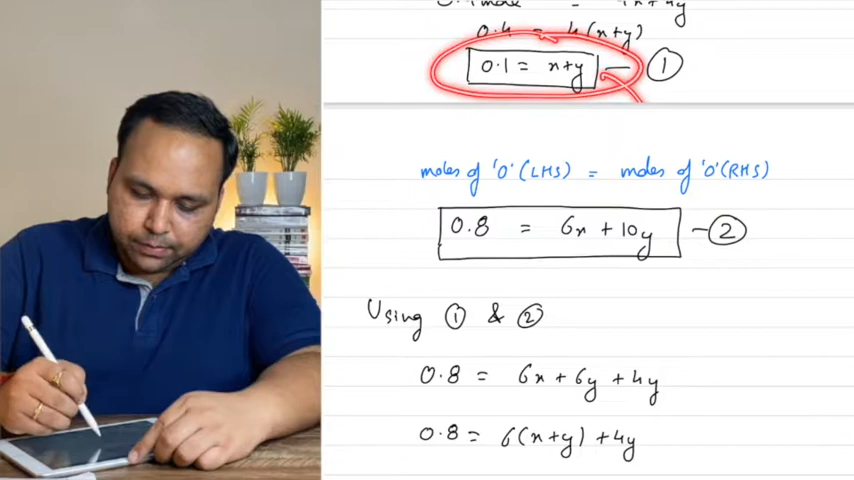 0.4 = 4(x+y)
0.1 = x+y — ①
moles of 'O' (LHS) = moles of 'O' (RHS)
0.8 = 6x + 10y — ②
Using ① & ②
0.8 = 6x + 6y + 4y
0.8 = 6(x+y) + 4y